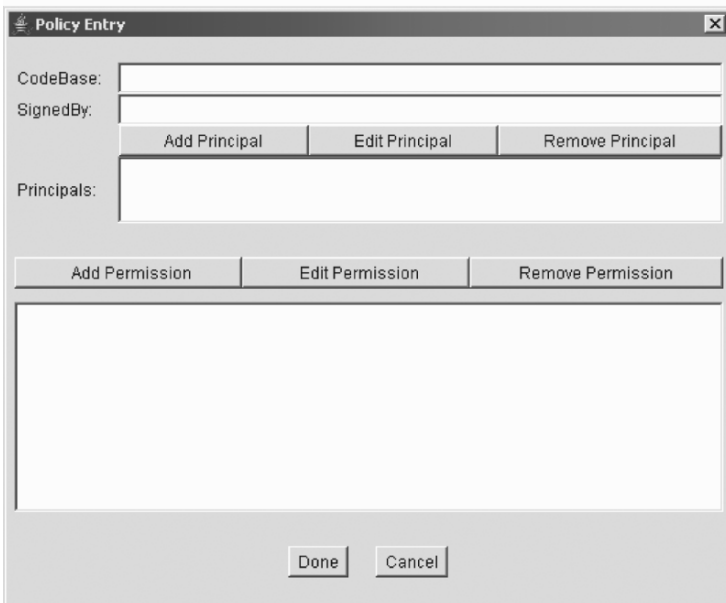 Policy Entry
CodeBase:
SignedBy:
Add Principal Edit Principal Remove Principal
Principals:
Add Permission Edit Permission Remove Permission
Done Cancel